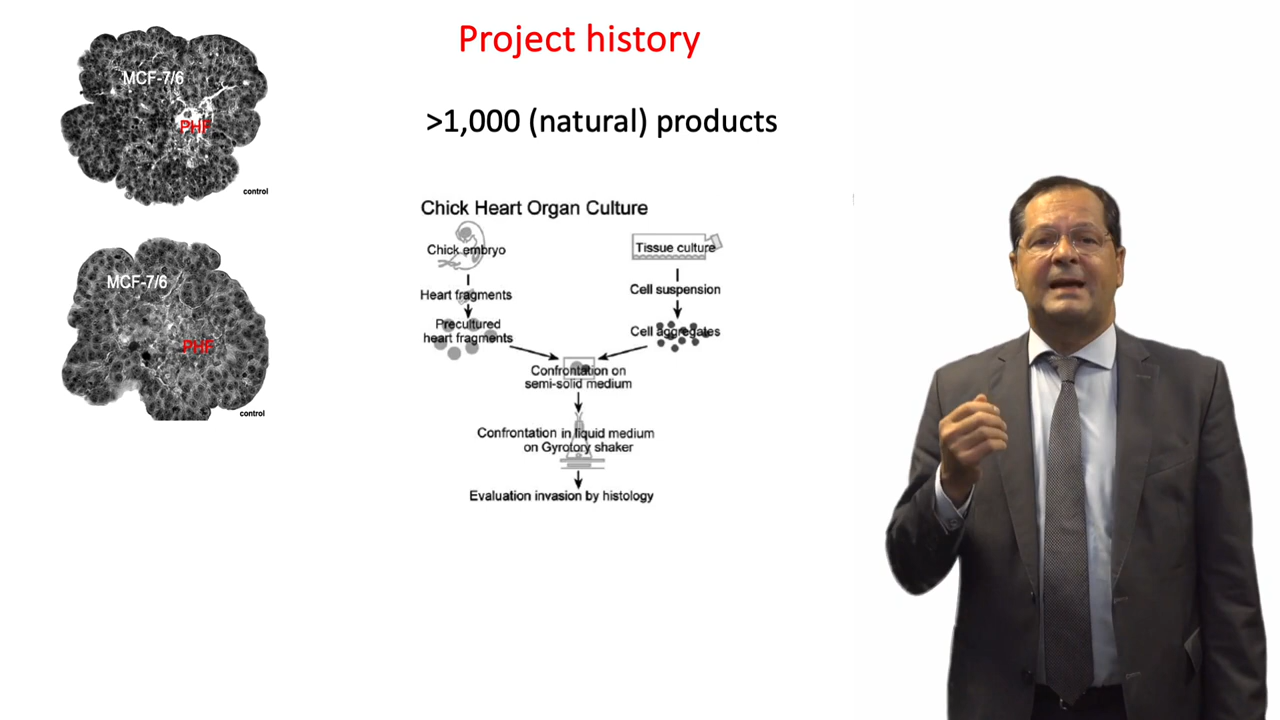 Project history
>1,000 (natural) products
MCF-7/6
PHF
control
MCF-7/6
PHF
control
Chick Heart Organ Culture
Chick embryo
Tissue culture
Heart fragments
Cell suspension
Precultured
heart fragments
Cell aggregates
Confrontation on
semi-solid medium
Confrontation in liquid medium
on Gyrotory shaker
Evaluation invasion by histology